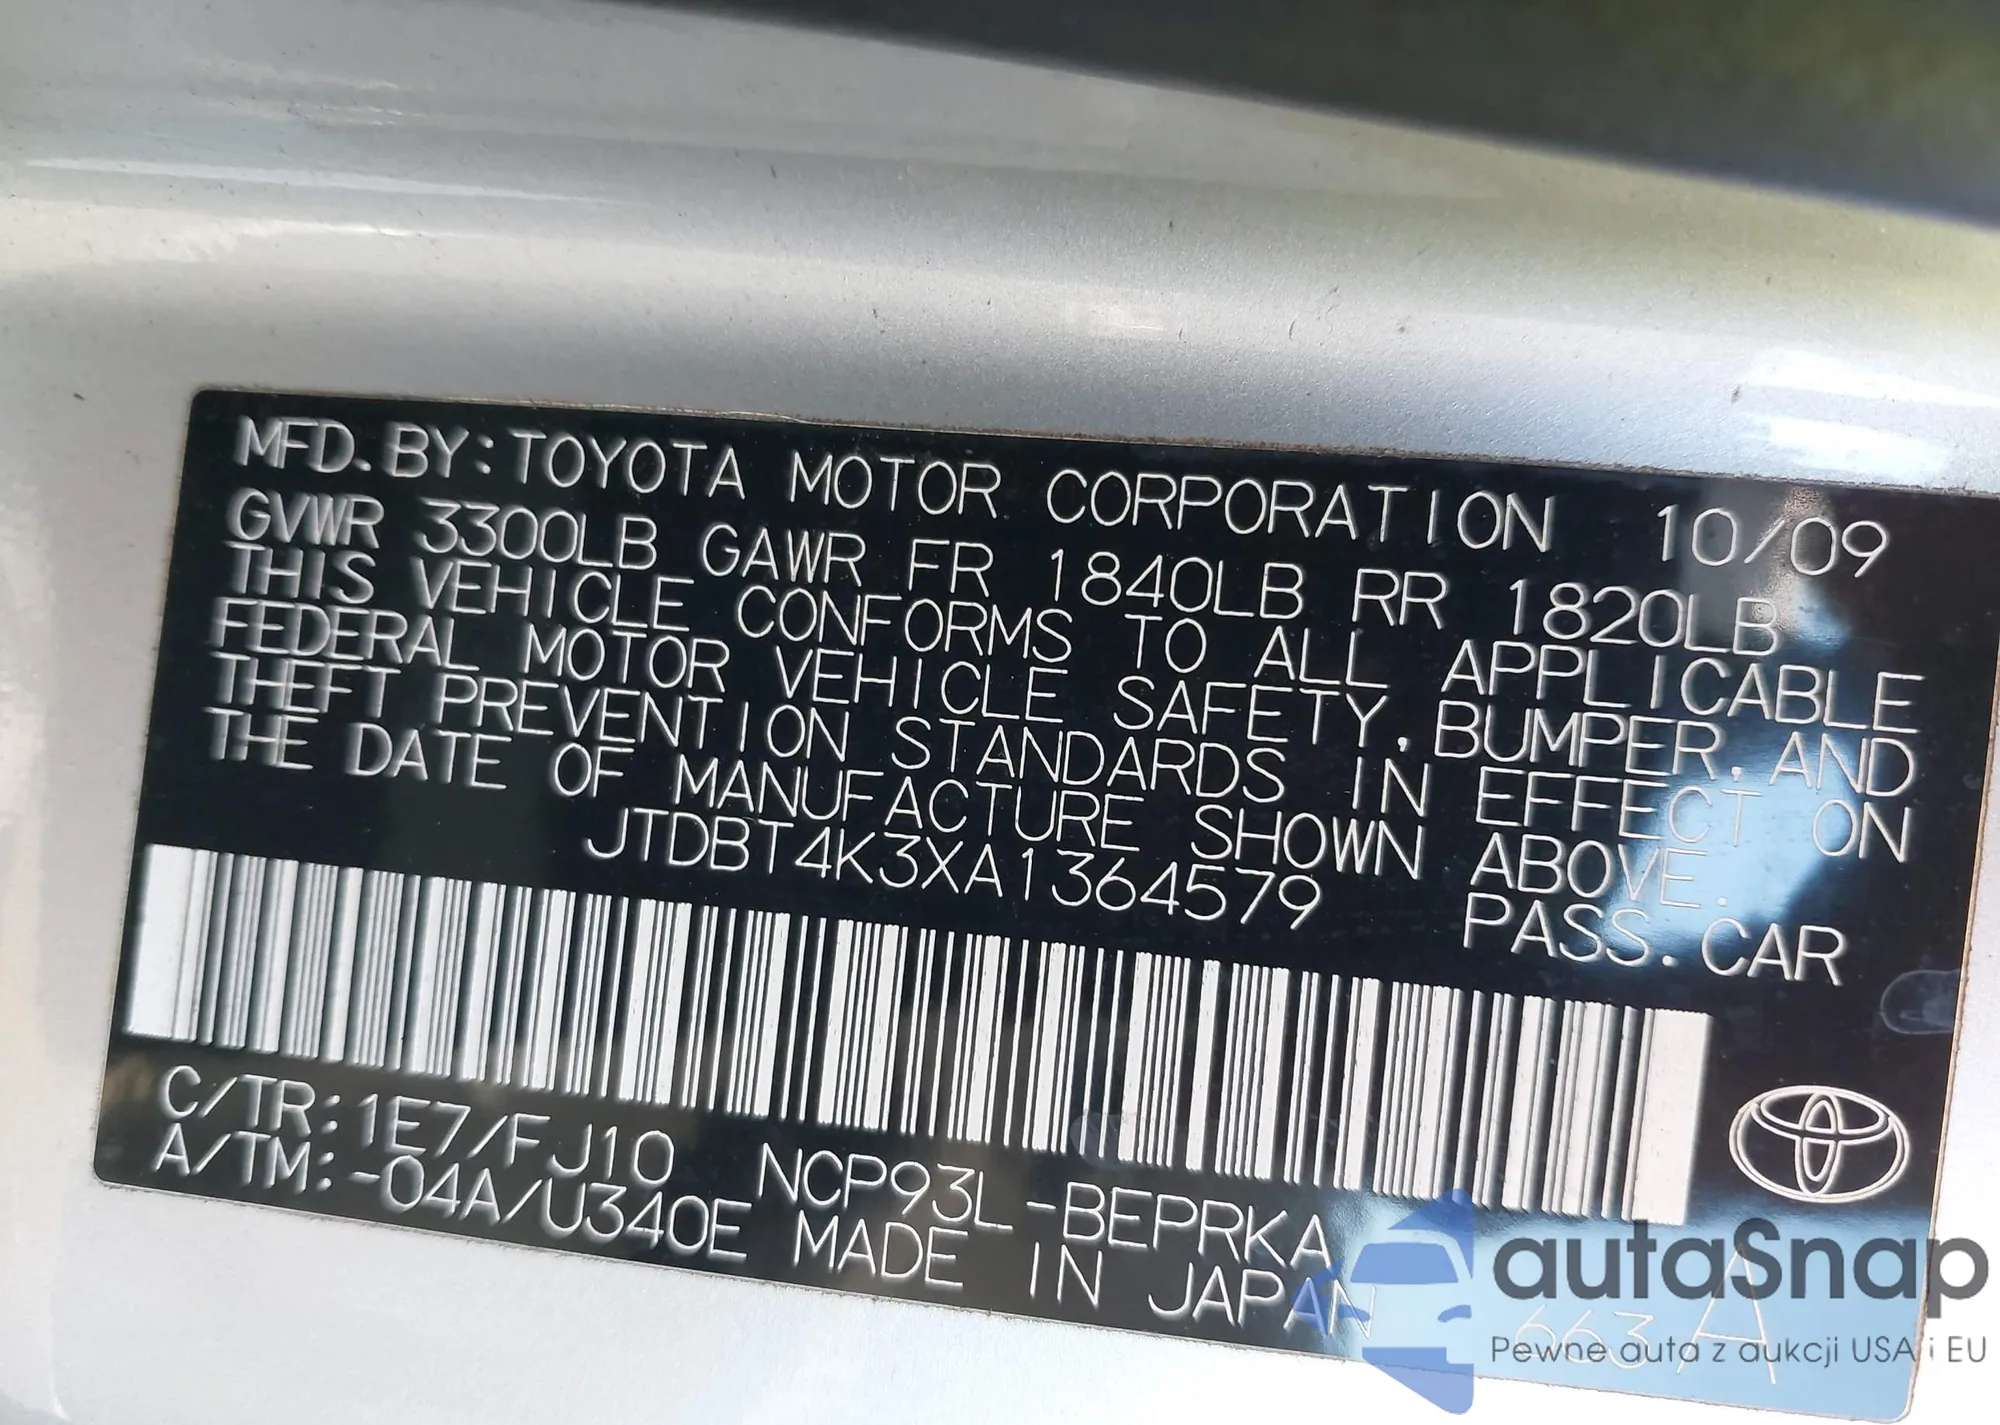 MFD.BY:TOYOTA MOTOR CORPORATION 10/09
GVWR 3300LB GAWR FR 1840LB RR 1820LB
THIS VEHICLE CONFORMS TO ALL APPLICABLE
FEDERAL MOTOR VEHICLE SAFETY, BUMPER, AND
THEFT PREVENTION STANDARDS IN EFFECT ON
THE DATE OF MANUFACTURE SHOWN ABOVE.
JTDBT4K3XA1364579 PASS.CAR
C/TR:1E7/FJ10 NCP93L-BEPRKA
A/TM:-04A/U340E MADE IN JAPAN
663 A
autaSnap
Pewne auta z aukcji USA i EU